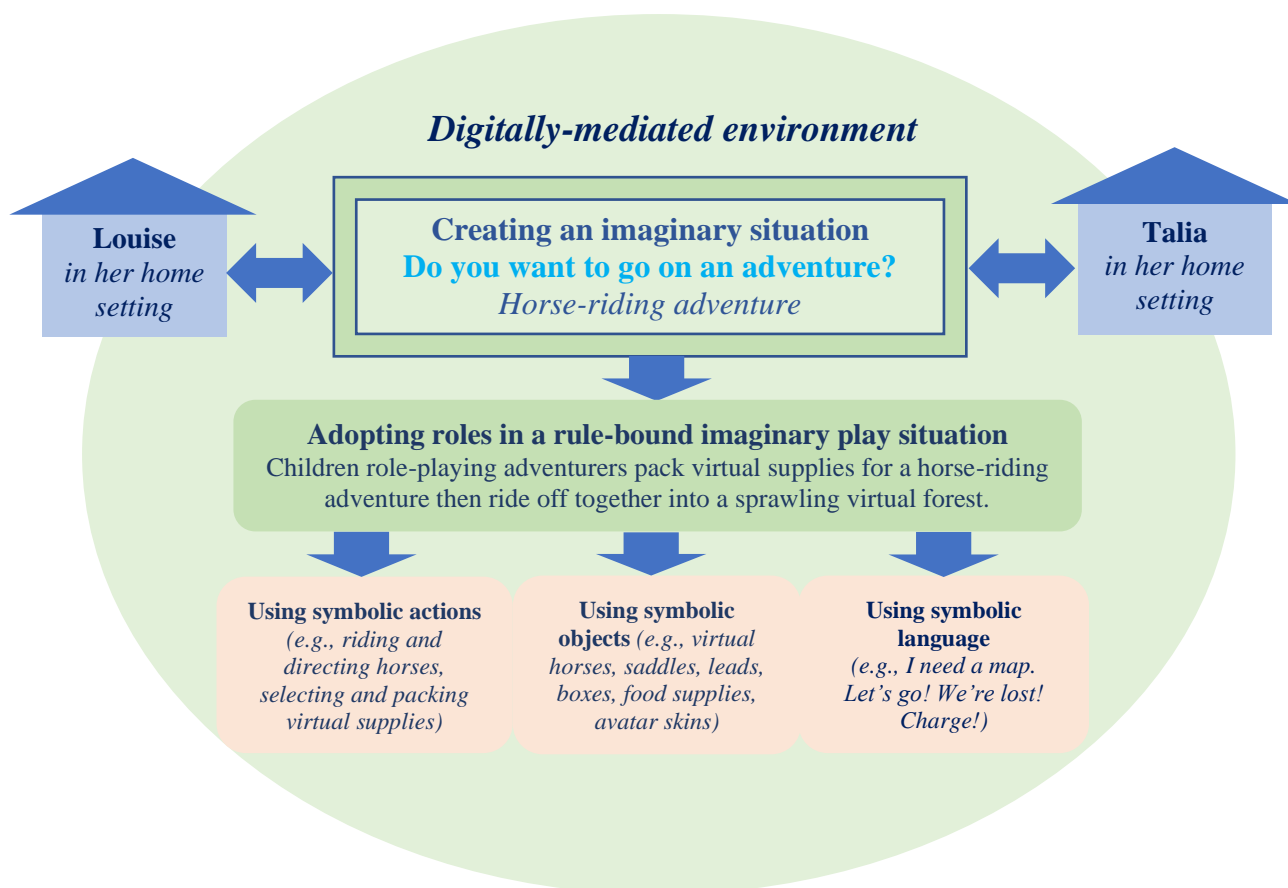 Digitally-mediated environment
Louise
in her home
setting
Creating an imaginary situation
Do you want to go on an adventure?
Horse-riding adventure
Talia
in her home
setting
Adopting roles in a rule-bound imaginary play situation
Children role-playing adventurers pack virtual supplies for a horse-riding
adventure then ride off together into a sprawling virtual forest.
Using symbolic actions
(e.g., riding and
directing horses,
selecting and packing
virtual supplies)
Using symbolic
objects (e.g., virtual
horses, saddles, leads,
boxes, food supplies,
avatar skins)
Using symbolic
language
(e.g., I need a map.
Let’s go! We’re lost!
Charge!)